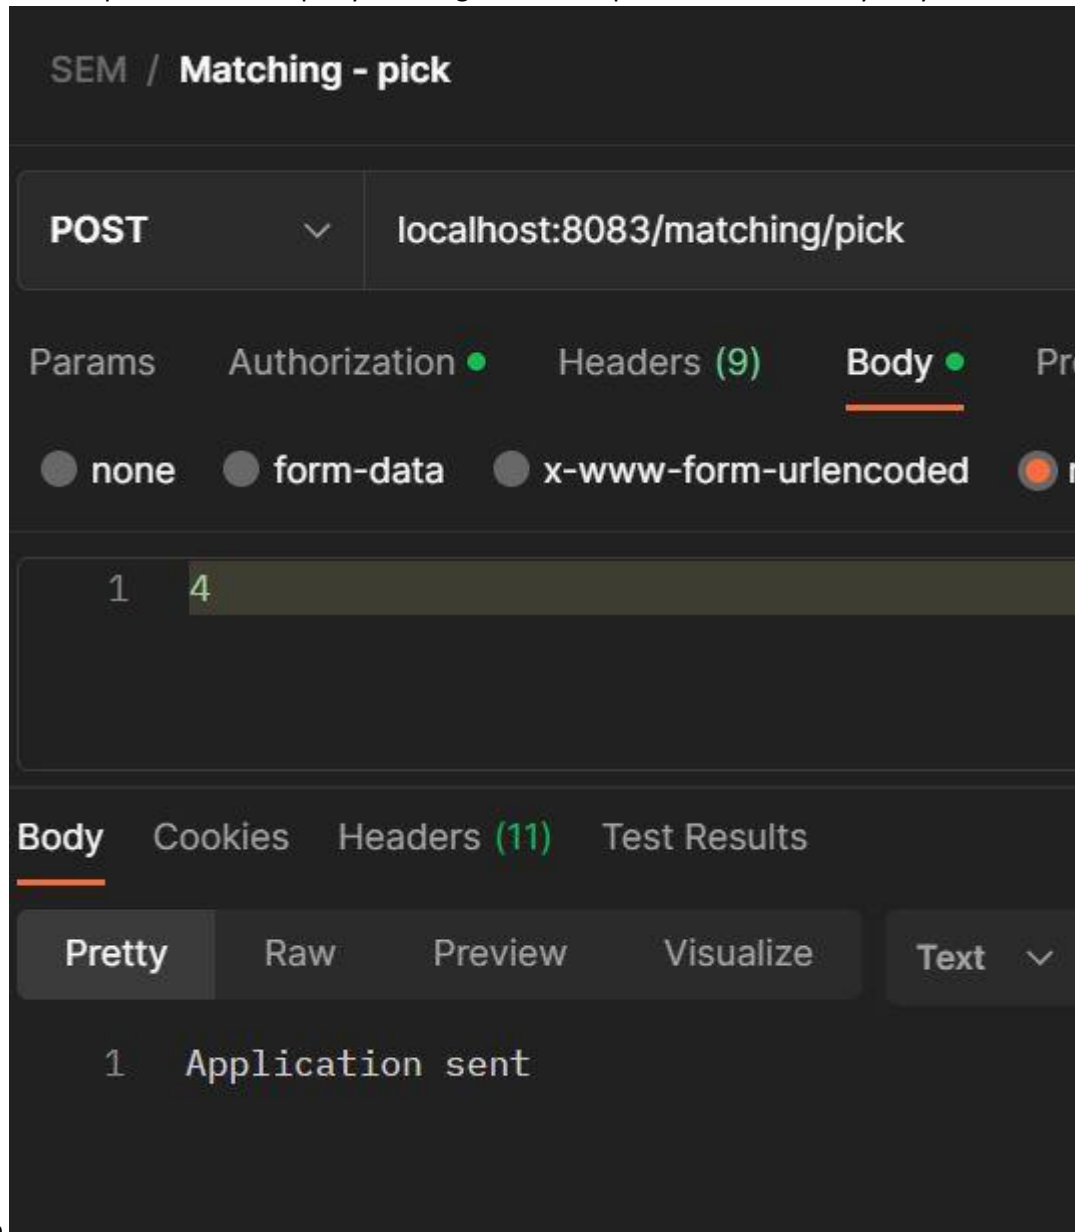 SEM / Matching - pick
POST localhost:8083/matching/pick
Params Authorization Headers (9) Body
none form-data x-www-form-urlencoded
1 4
Body Cookies Headers (11) Test Results
Pretty Raw Preview Visualize Text
1 Application sent